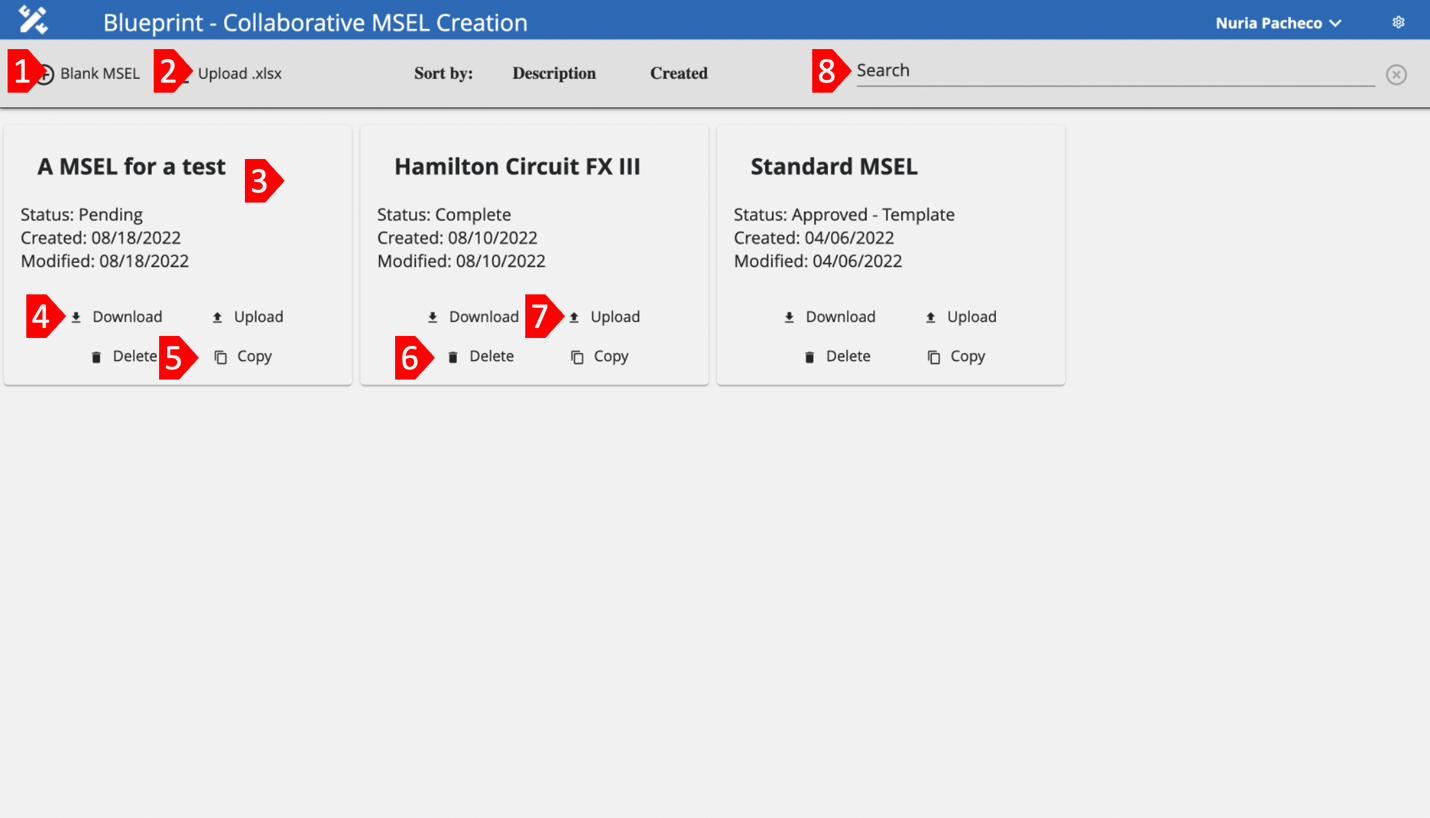 Blueprint - Collaborative MSEL Creation
Nuria Pacheco
1 Blank MSEL
2 Upload .xlsx
Sort by: Description Created
8 Search
A MSEL for a test
3
Status: Pending
Created: 08/18/2022
Modified: 08/18/2022
4 Download Upload
Delete 5 Copy
Hamilton Circuit FX III
Status: Complete
Created: 08/10/2022
Modified: 08/10/2022
Download 7 Upload
6 Delete Copy
Standard MSEL
Status: Approved - Template
Created: 04/06/2022
Modified: 04/06/2022
Download Upload
Delete Copy